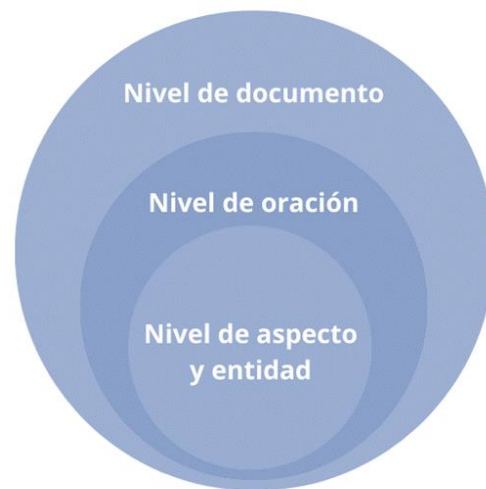 Nivel de documento
Nivel de oración
Nivel de aspecto
y entidad